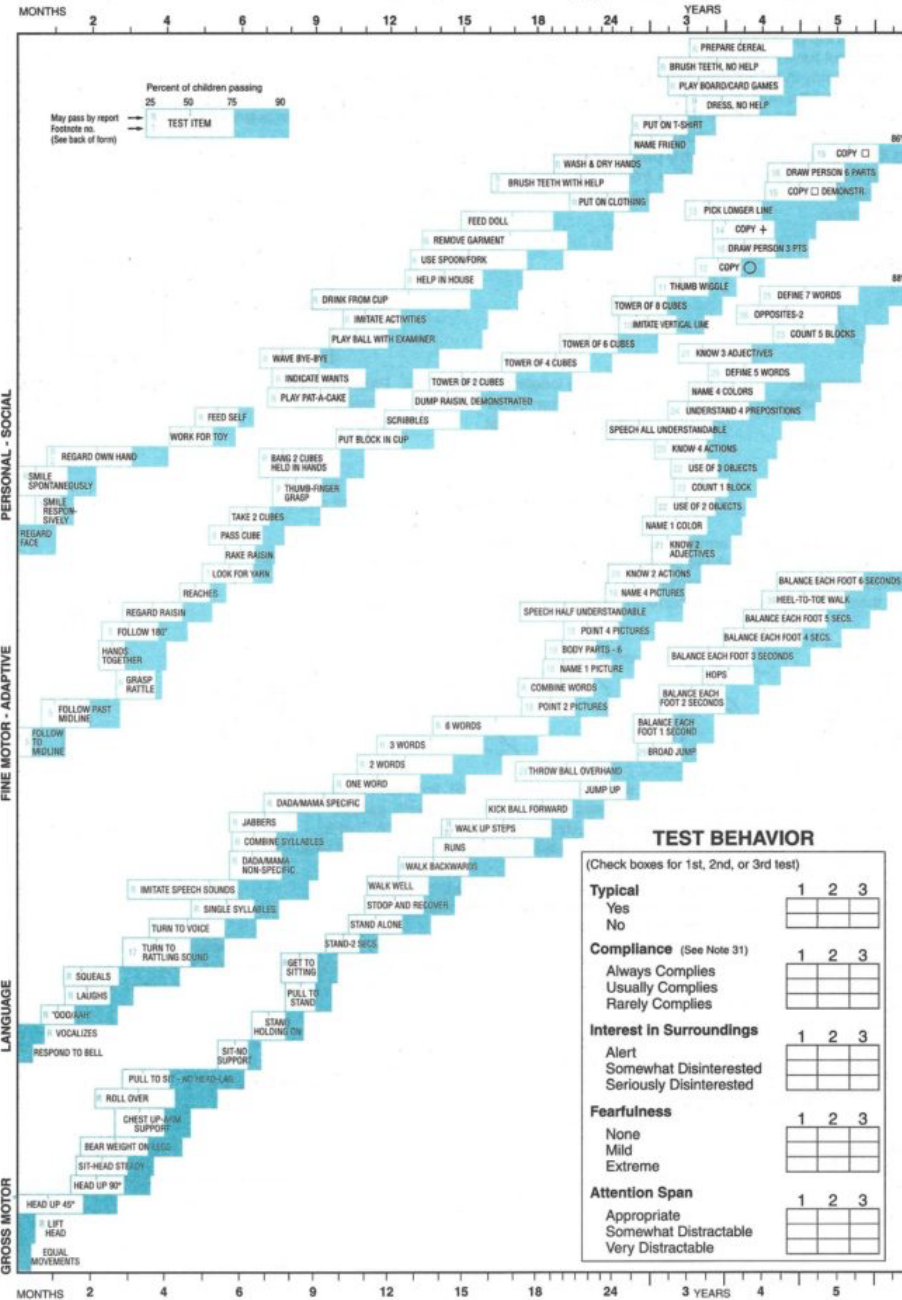 MONTHS 2 4 6 9 12 15 18 24 YEARS 3 4 5
Percent of children passing
25 50 75 90
May pass by report
Footnote no.
(See back of form)
TEST ITEM
PREPARE CEREAL
BRUSH TEETH, NO HELP
PLAY BOARD/CARD GAMES
DRESS, NO HELP
PUT ON T-SHIRT
NAME FRIEND
WASH & DRY HANDS
BRUSH TEETH WITH HELP
PUT ON CLOTHING
FEED DOLL
REMOVE GARMENT
USE SPOON/FORK
HELP IN HOUSE
DRINK FROM CUP
IMITATE ACTIVITIES
PLAY BALL WITH EXAMINER
WAVE BYE-BYE
INDICATE WANTS
PLAY PAT-A-CAKE
FEED SELF
WORK FOR TOY
REGARD OWN HAND
SMILE
SPONTANEOUSLY
SMILE
RESPON-
SIVELY
REGARD
FACE
PERSONAL - SOCIAL
COPY □
DRAW PERSON 6 PARTS
COPY □ DEMONSTR.
PICK LONGER LINE
COPY +
DRAW PERSON 3 PTS
COPY ○
THUMB WIGGLE
TOWER OF 8 CUBES
IMITATE VERTICAL LINE
TOWER OF 6 CUBES
TOWER OF 4 CUBES
TOWER OF 2 CUBES
DUMP RAISIN, DEMONSTRATED
SCRIBBLES
PUT BLOCK IN CUP
BANG 2 CUBES
HELD IN HANDS
THUMB-FINGER
GRASP
TAKE 2 CUBES
PASS CUBE
RAKE RAISIN
LOOK FOR YARN
REACHES
REGARD RAISIN
FOLLOW 180°
HANDS
TOGETHER
GRASP
RATTLE
FOLLOW PAST
MIDLINE
FOLLOW
TO
MIDLINE
FINE MOTOR - ADAPTIVE
DEFINE 7 WORDS
OPPOSITES-2
COUNT 5 BLOCKS
KNOW 3 ADJECTIVES
DEFINE 5 WORDS
NAME 4 COLORS
UNDERSTAND 4 PREPOSITIONS
SPEECH ALL UNDERSTANDABLE
KNOW 4 ACTIONS
USE OF 3 OBJECTS
COUNT 1 BLOCK
USE OF 2 OBJECTS
NAME 1 COLOR
KNOW 2
ADJECTIVES
KNOW 2 ACTIONS
NAME 4 PICTURES
SPEECH HALF UNDERSTANDABLE
POINT 4 PICTURES
BODY PARTS - 6
NAME 1 PICTURE
COMBINE WORDS
POINT 2 PICTURES
6 WORDS
3 WORDS
2 WORDS
ONE WORD
DADA/MAMA SPECIFIC
JABBERS
COMBINE SYLLABLES
DADA/MAMA
NON-SPECIFIC
IMITATE SPEECH SOUNDS
SINGLE SYLLABLES
TURN TO VOICE
TURN TO
RATTLING SOUND
SQUEALS
LAUGHS
"OOO/AAH"
VOCALIZES
RESPOND TO BELL
LANGUAGE
BALANCE EACH FOOT 6 SECONDS
HEEL-TO-TOE WALK
BALANCE EACH FOOT 5 SECS.
BALANCE EACH FOOT 4 SECS.
BALANCE EACH FOOT 3 SECONDS
HOPS
BALANCE EACH
FOOT 2 SECONDS
BALANCE EACH
FOOT 1 SECOND
BROAD JUMP
THROW BALL OVERHAND
JUMP UP
KICK BALL FORWARD
WALK UP STEPS
RUNS
WALK BACKWARDS
WALK WELL
STOOP AND RECOVER
STAND ALONE
STAND-2 SECS.
GET TO
SITTING
PULL TO
STAND
STAND
HOLDING ON
SIT-NO
SUPPORT
PULL TO SIT - NO HEAD-LAG
ROLL OVER
CHEST UP-ARM
SUPPORT
BEAR WEIGHT ON LEGS
SIT-HEAD STEADY
HEAD UP 90°
HEAD UP 45°
LIFT
HEAD
EQUAL
MOVEMENTS
GROSS MOTOR
TEST BEHAVIOR
(Check boxes for 1st, 2nd, or 3rd test)
Typical 1 2 3
Yes
No
Compliance (See Note 31) 1 2 3
Always Complies
Usually Complies
Rarely Complies
Interest in Surroundings 1 2 3
Alert
Somewhat Disinterested
Seriously Disinterested
Fearfulness 1 2 3
None
Mild
Extreme
Attention Span 1 2 3
Appropriate
Somewhat Distractable
Very Distractable
MONTHS 2 4 6 9 12 15 18 24 3 YEARS 4 5